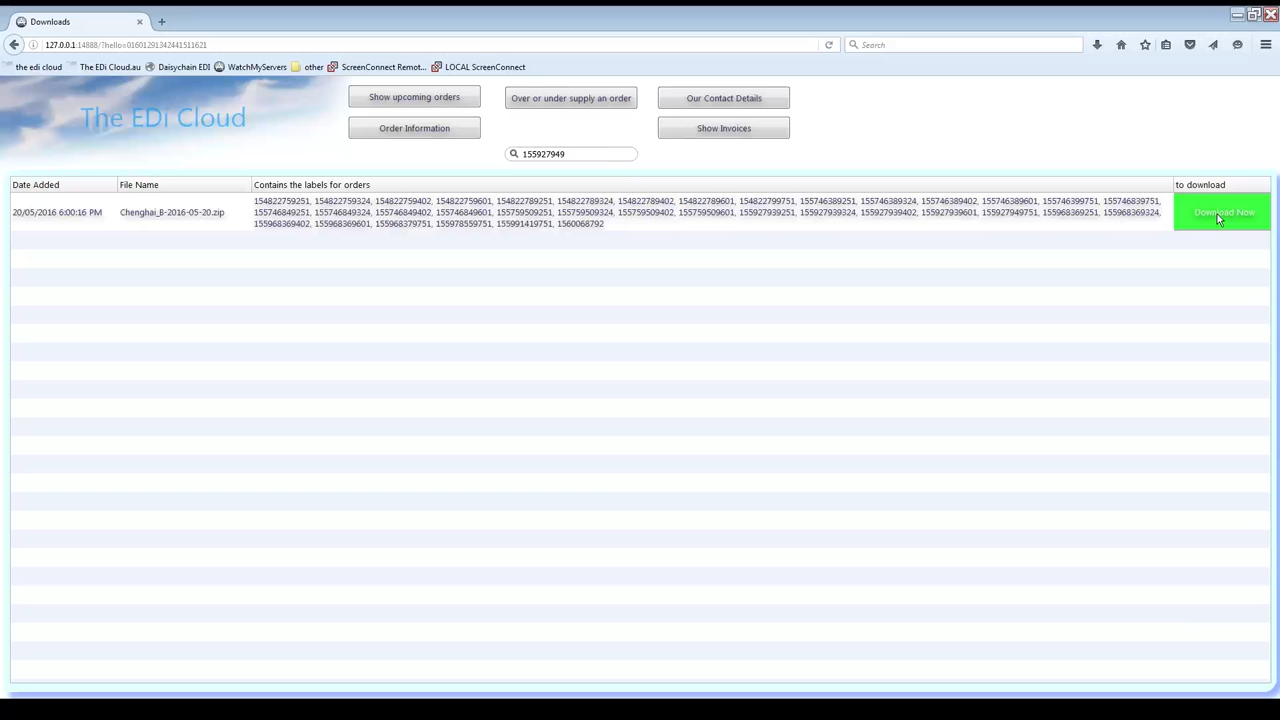 Downloads
127.0.0.1:14888/?hello=01601291342441511621
Search
the edi cloud
The EDi Cloud.au
Daisychain EDI
WatchMyServers
other
ScreenConnect Remot...
LOCAL ScreenConnect
The EDi Cloud
Show upcoming orders
Over or under supply an order
Our Contact Details
Order Information
Show Invoices
155927949
Date Added
File Name
Contains the labels for orders
to download
20/05/2016 6:00:16 PM
Chenghai_B-2016-05-20.zip
154822759251, 154822759324, 154822759402, 154822759601, 154822789251, 154822789324, 154822789402, 154822789601, 154822799751, 155746389251, 155746389324, 155746389402, 155746389601, 155746399751, 155746839751,
155746849251, 155746849324, 155746849402, 155746849601, 155759509251, 155759509324, 155759509402, 155759509601, 155927939251, 155927939324, 155927939402, 155927939601, 155927949751, 155968369251, 155968369324,
155968369402, 155968369601, 155968379751, 155978559751, 155991419751, 1560068792
Download Now